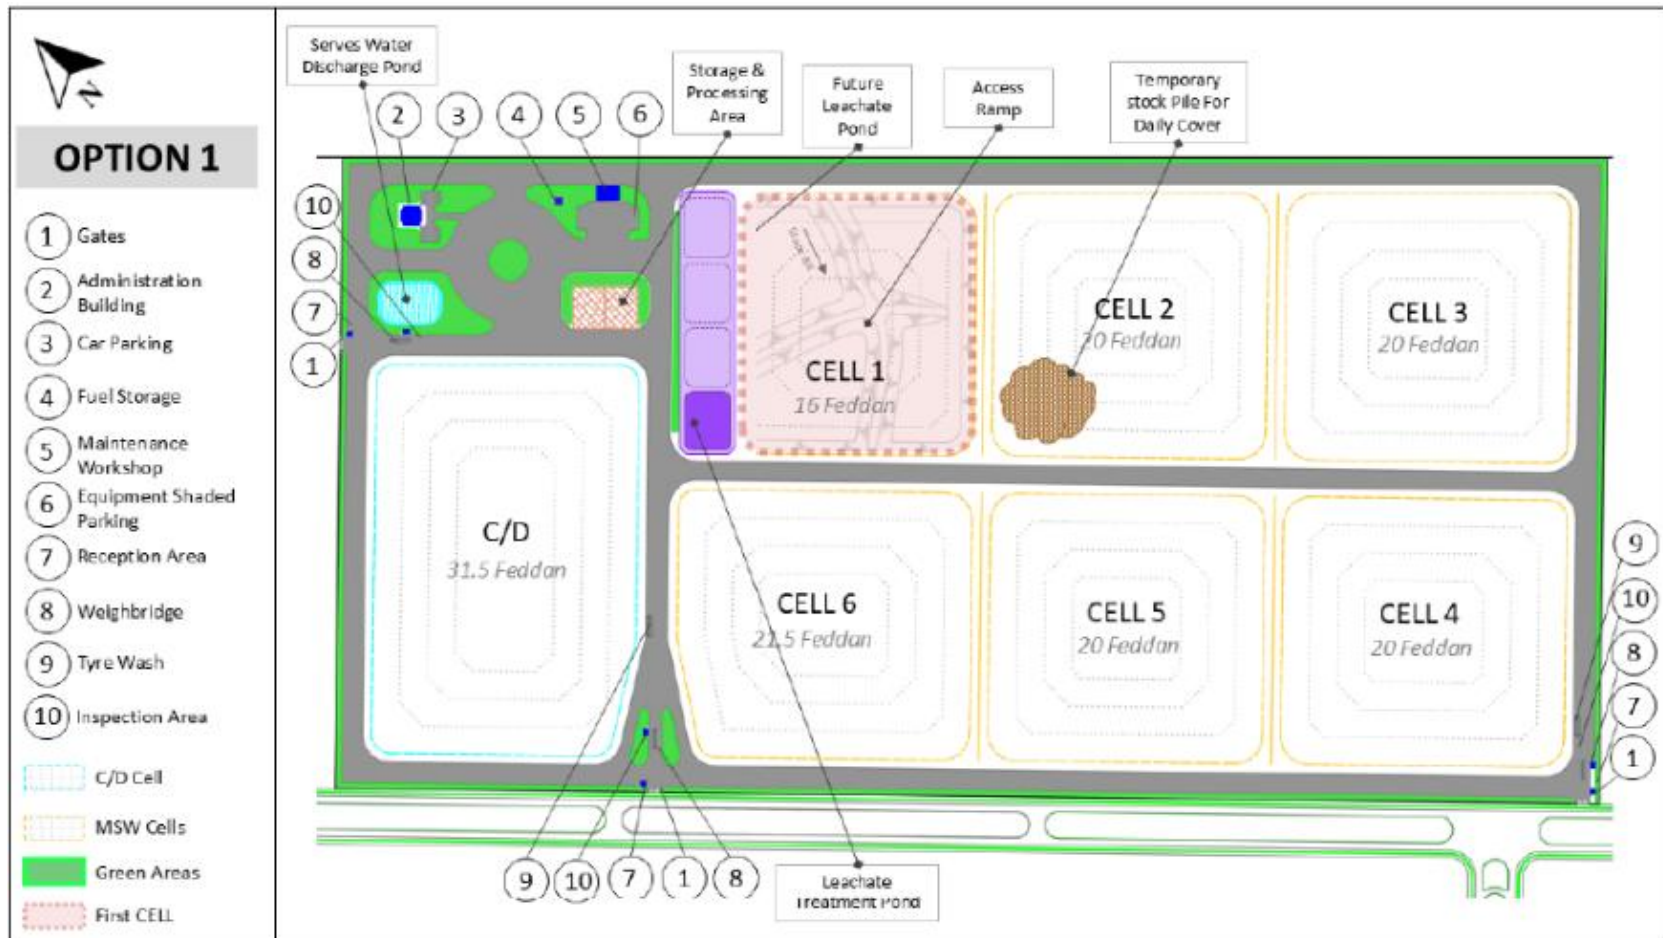 N
OPTION 1
1 Gates
2 Administration
Building
3 Car Parking
4 Fuel Storage
5 Maintenance
Workshop
6 Equipment Shaded
Parking
7 Reception Area
8 Weighbridge
9 Tyre Wash
10 Inspection Area
C/D Cell
MSW Cells
Green Areas
First CELL
Serves Water
Discharge Pond
Storage &
Processing
Area
Future
Leachate
Pond
Access
Ramp
Temporary
stock Pile For
Daily Cover
2
3
4
5
6
10
8
7
1
CELL 1
16 Feddan
CELL 2
20 Feddan
CELL 3
20 Feddan
C/D
31.5 Feddan
CELL 6
21.5 Feddan
CELL 5
20 Feddan
CELL 4
20 Feddan
9
10
8
7
1
9
10
7
1
8
Leachate
Treatment Pond